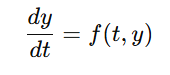 dy/dt = f(t, y)